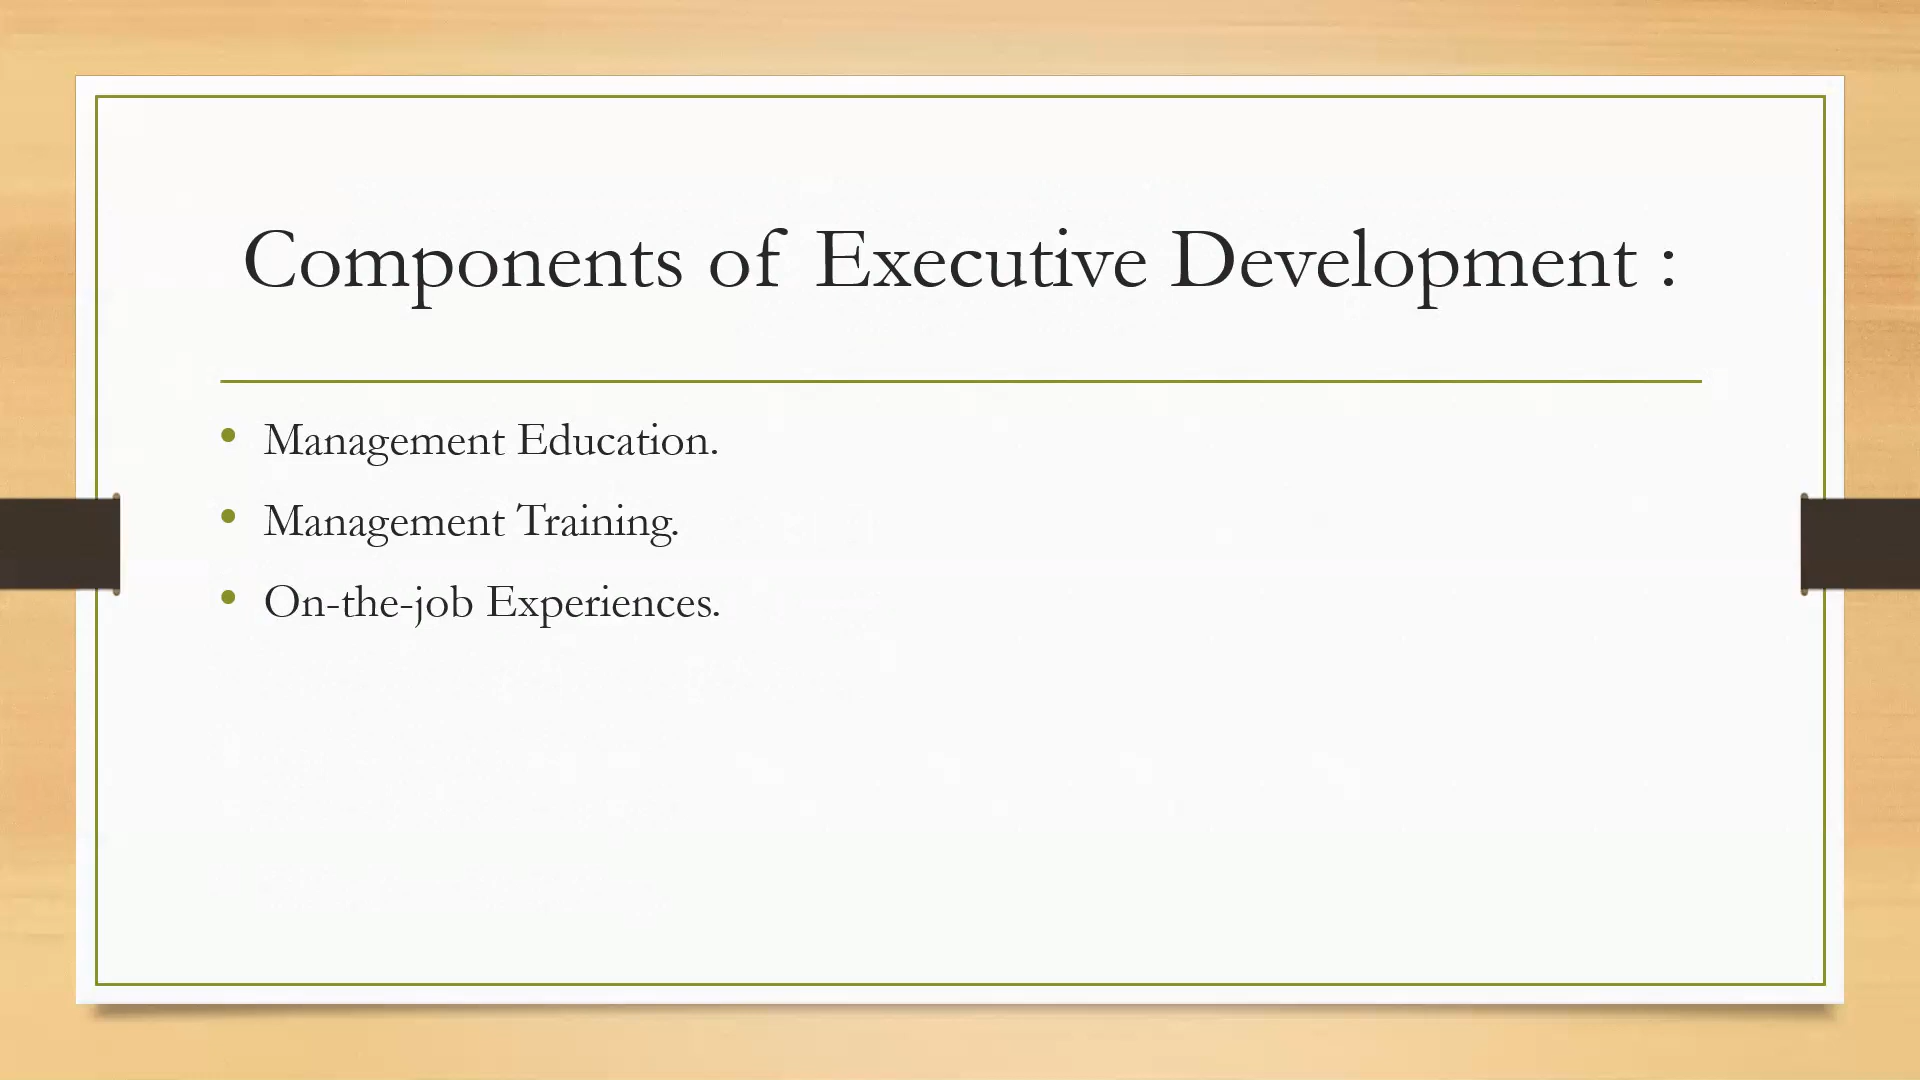 Components of Executive Development :
• Management Education.
• Management Training.
• On-the-job Experiences.